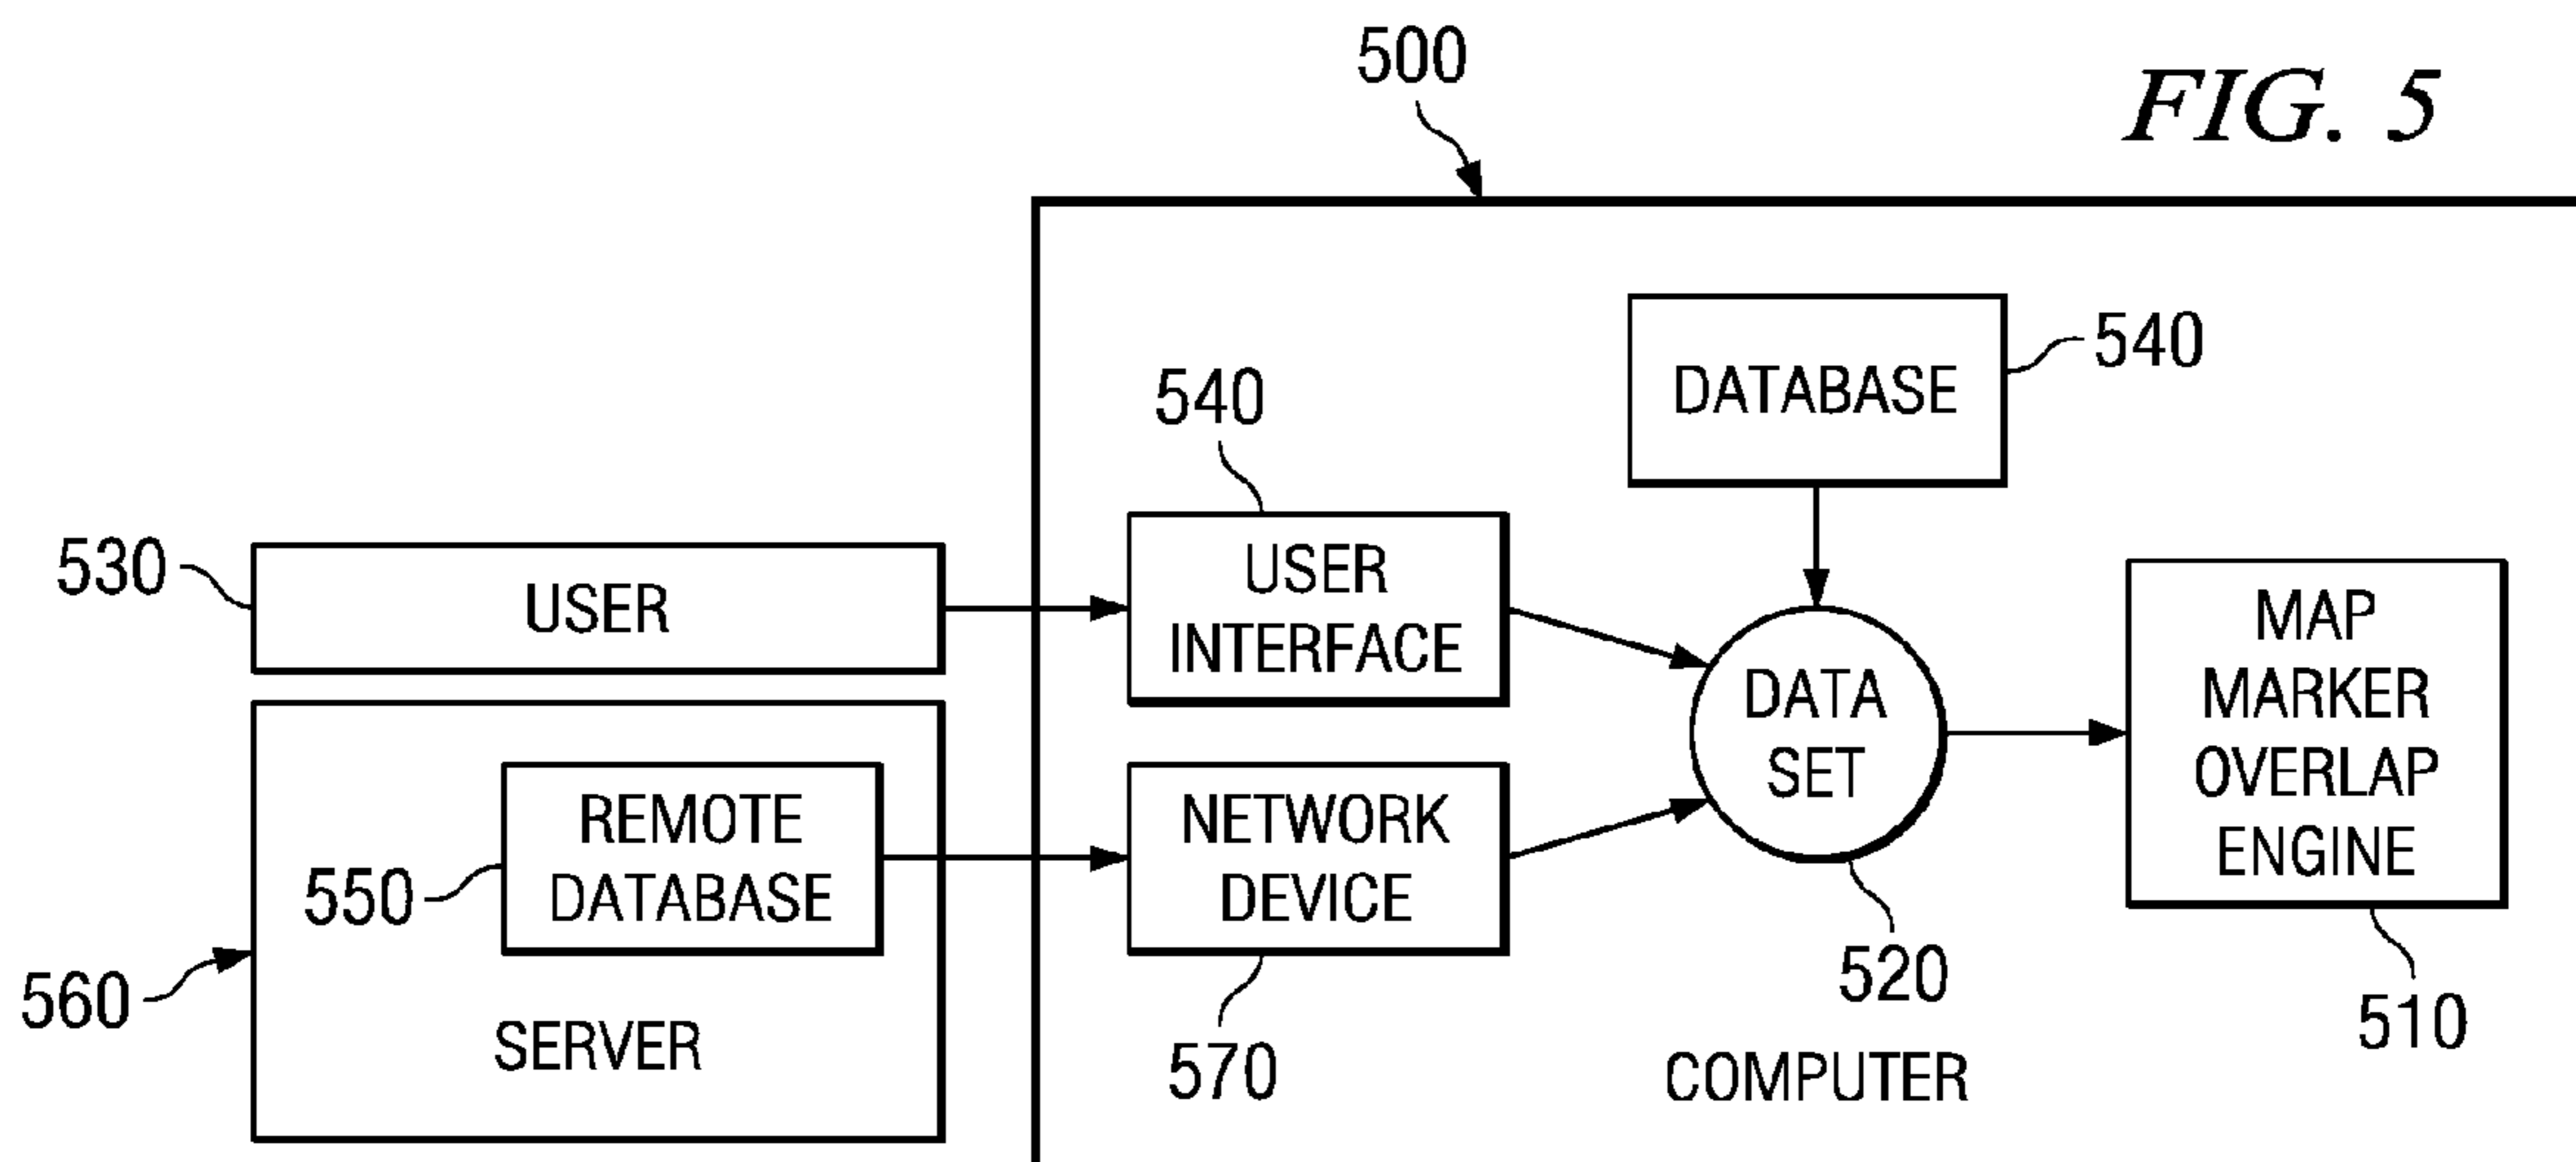 500
FIG. 5
DATABASE
540
540
USER
INTERFACE
530
USER
MAP
MARKER
OVERLAP
ENGINE
DATA
SET
REMOTE
DATABASE
550
NETWORK
DEVICE
560
SERVER
570
520
COMPUTER
510